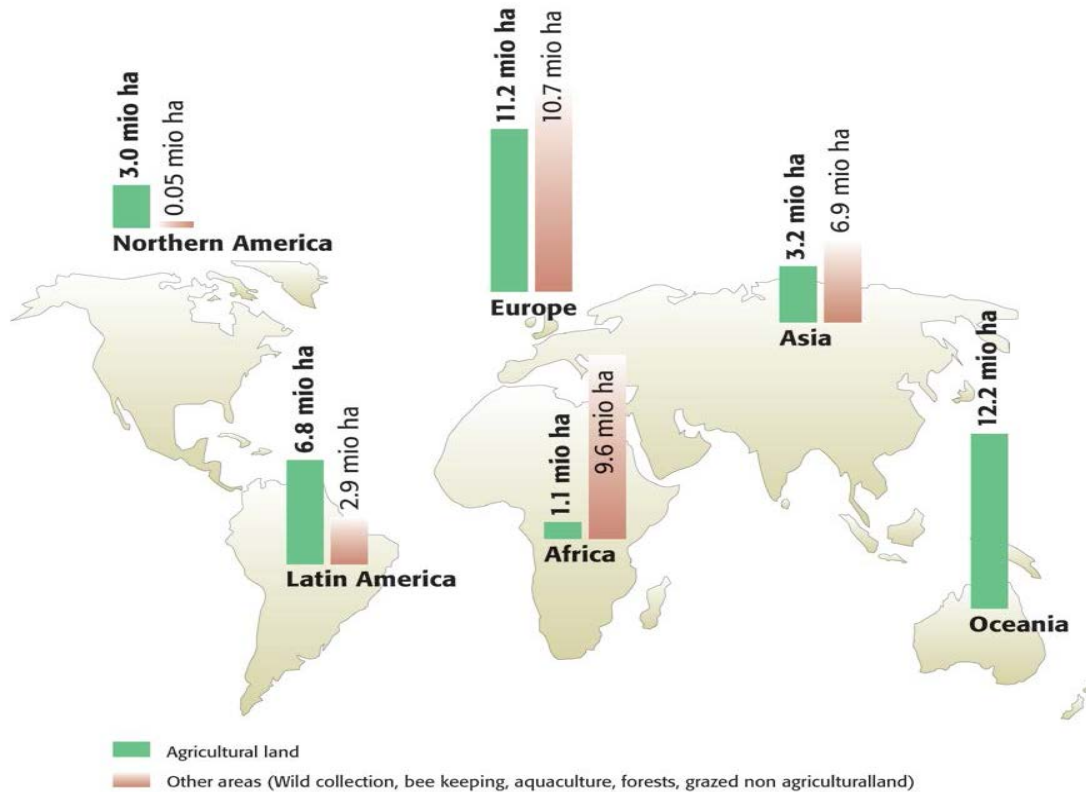 3.0 mio ha
0.05 mio ha
Northern America
11.2 mio ha
10.7 mio ha
Europe
3.2 mio ha
6.9 mio ha
Asia
6.8 mio ha
2.9 mio ha
Latin America
1.1 mio ha
9.6 mio ha
Africa
12.2 mio ha
Oceania
Agricultural land
Other areas (Wild collection, bee keeping, aquaculture, forests, grazed non agriculturalland)